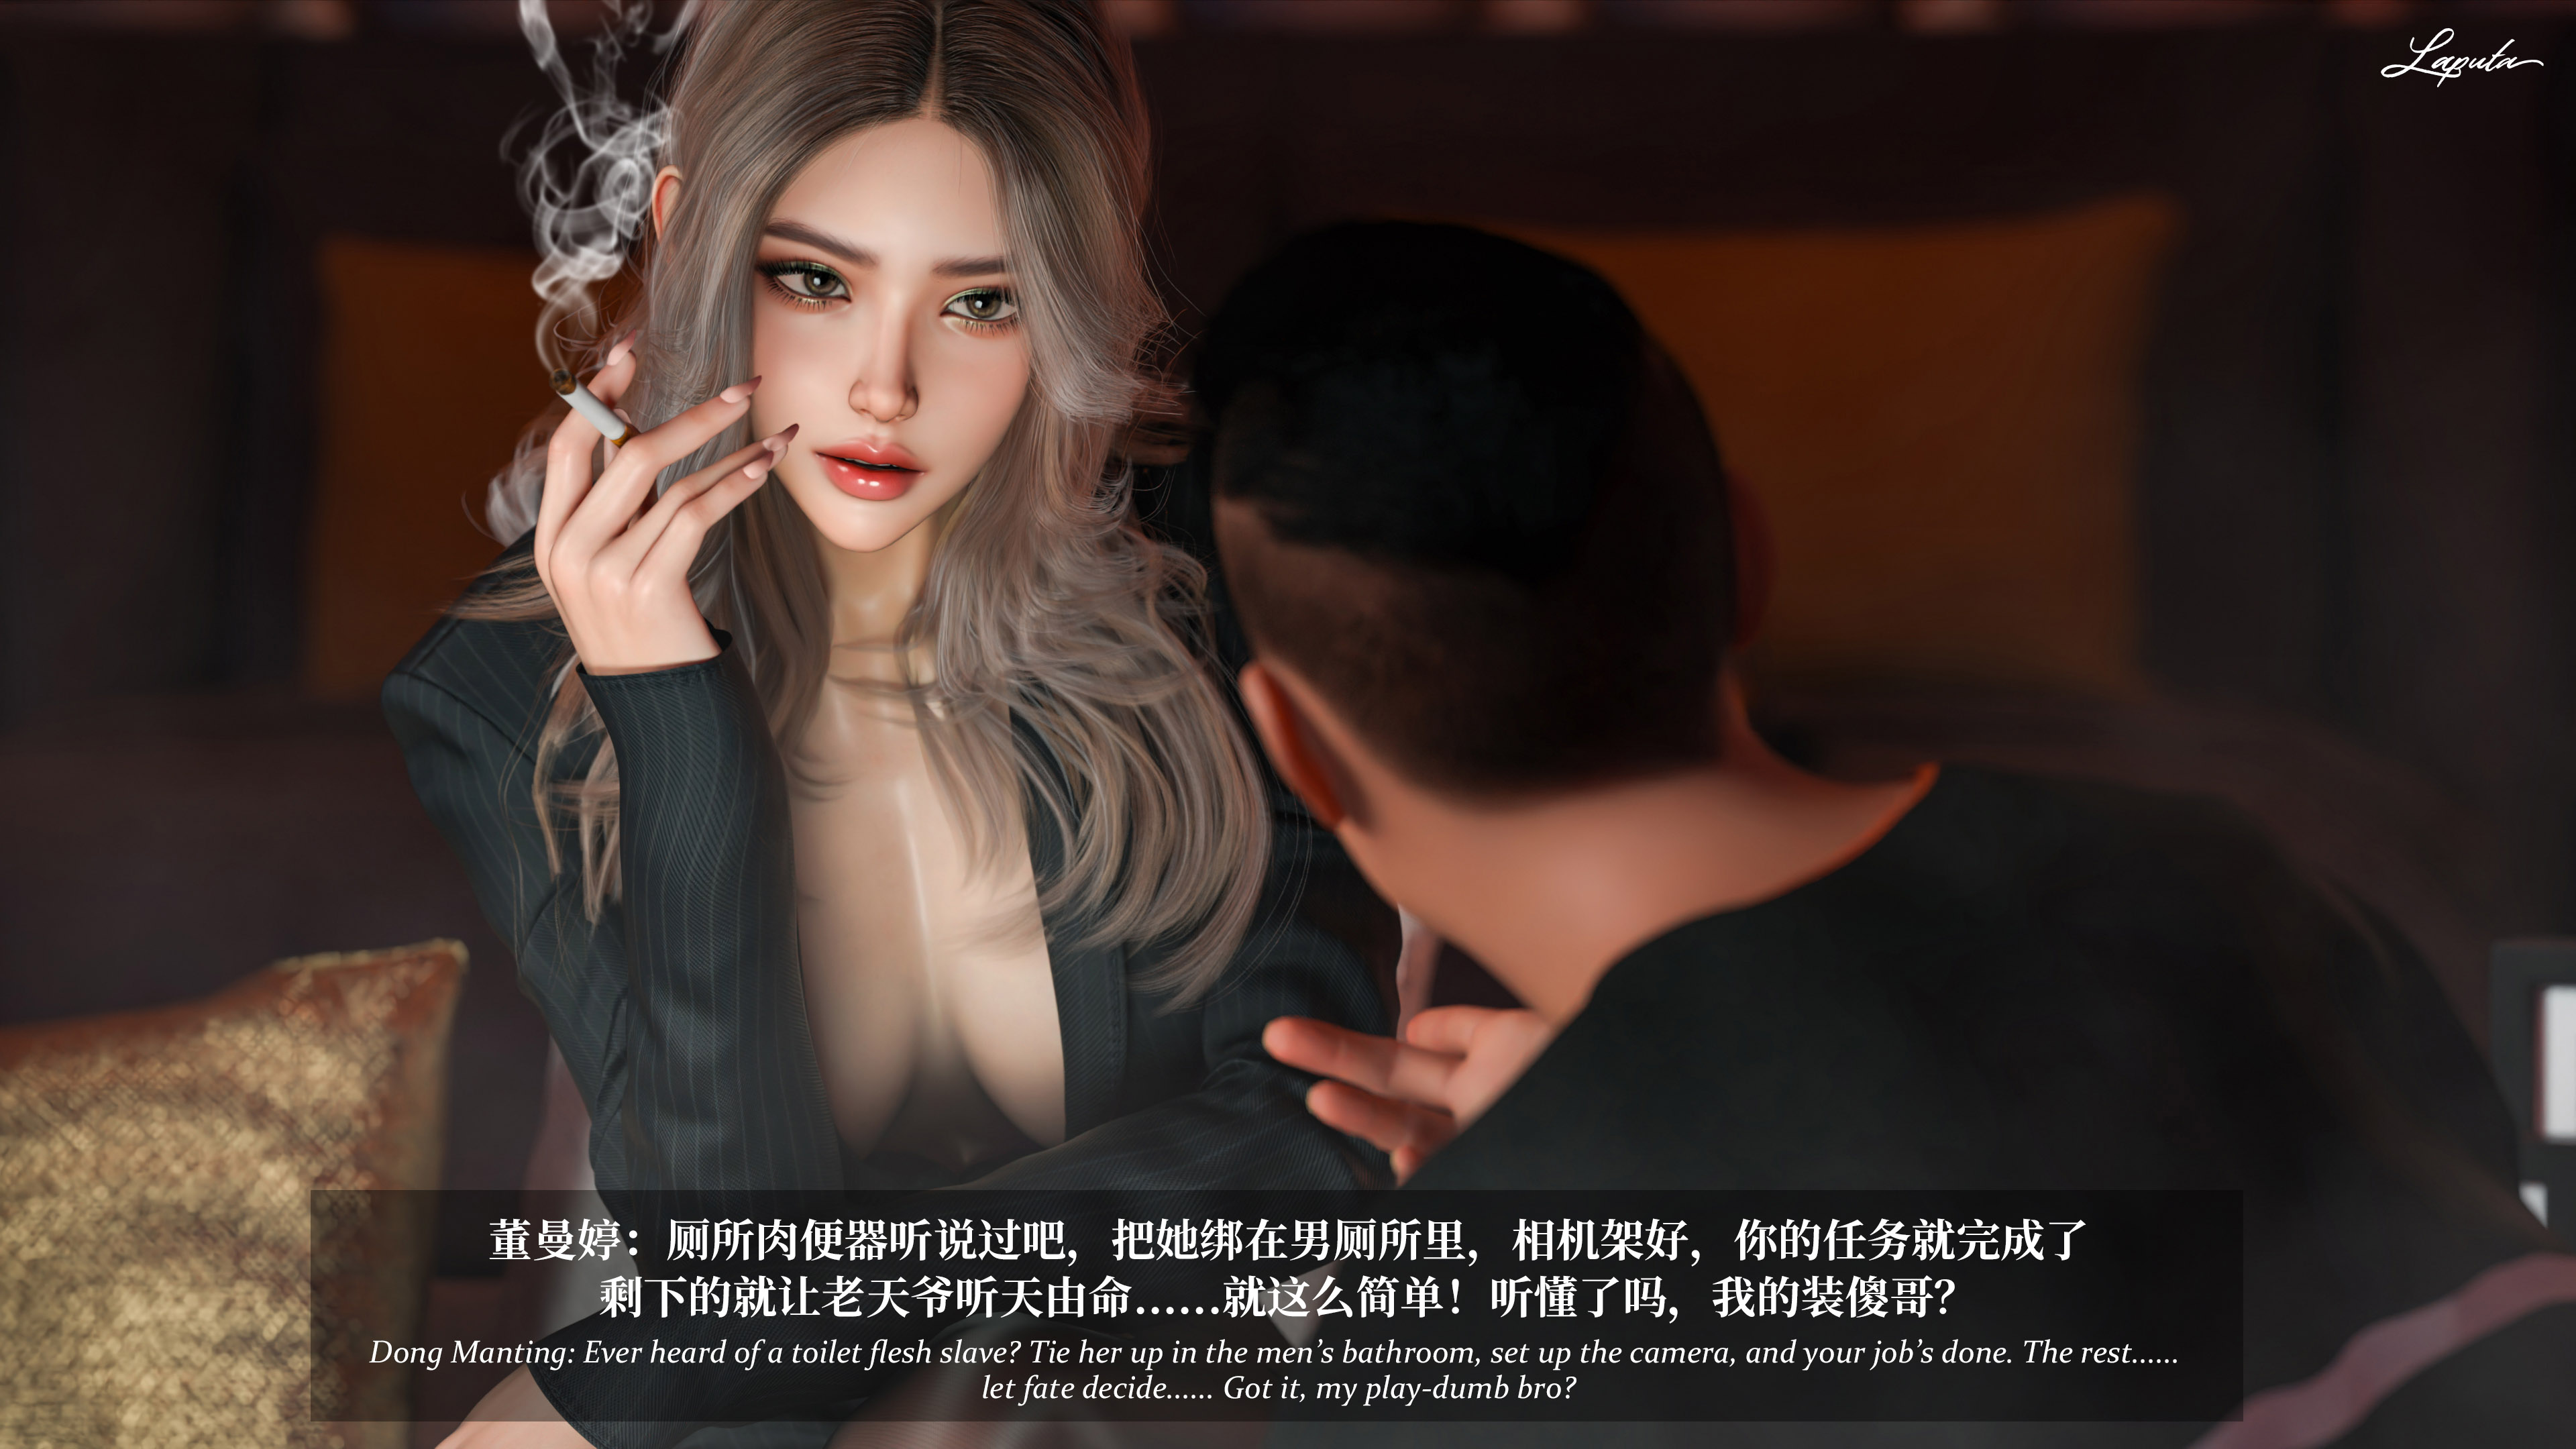 Laputa
董曼婷：厕所肉便器听说过吧，把她绑在男厕所里，相机架好，你的任务就完成了
剩下的就让老天爷听天由命......就这么简单！听懂了吗，我的装傻哥？
Dong Manting: Ever heard of a toilet flesh slave? Tie her up in the men’s bathroom, set up the camera, and your job’s done. The rest......
let fate decide...... Got it, my play-dumb bro?